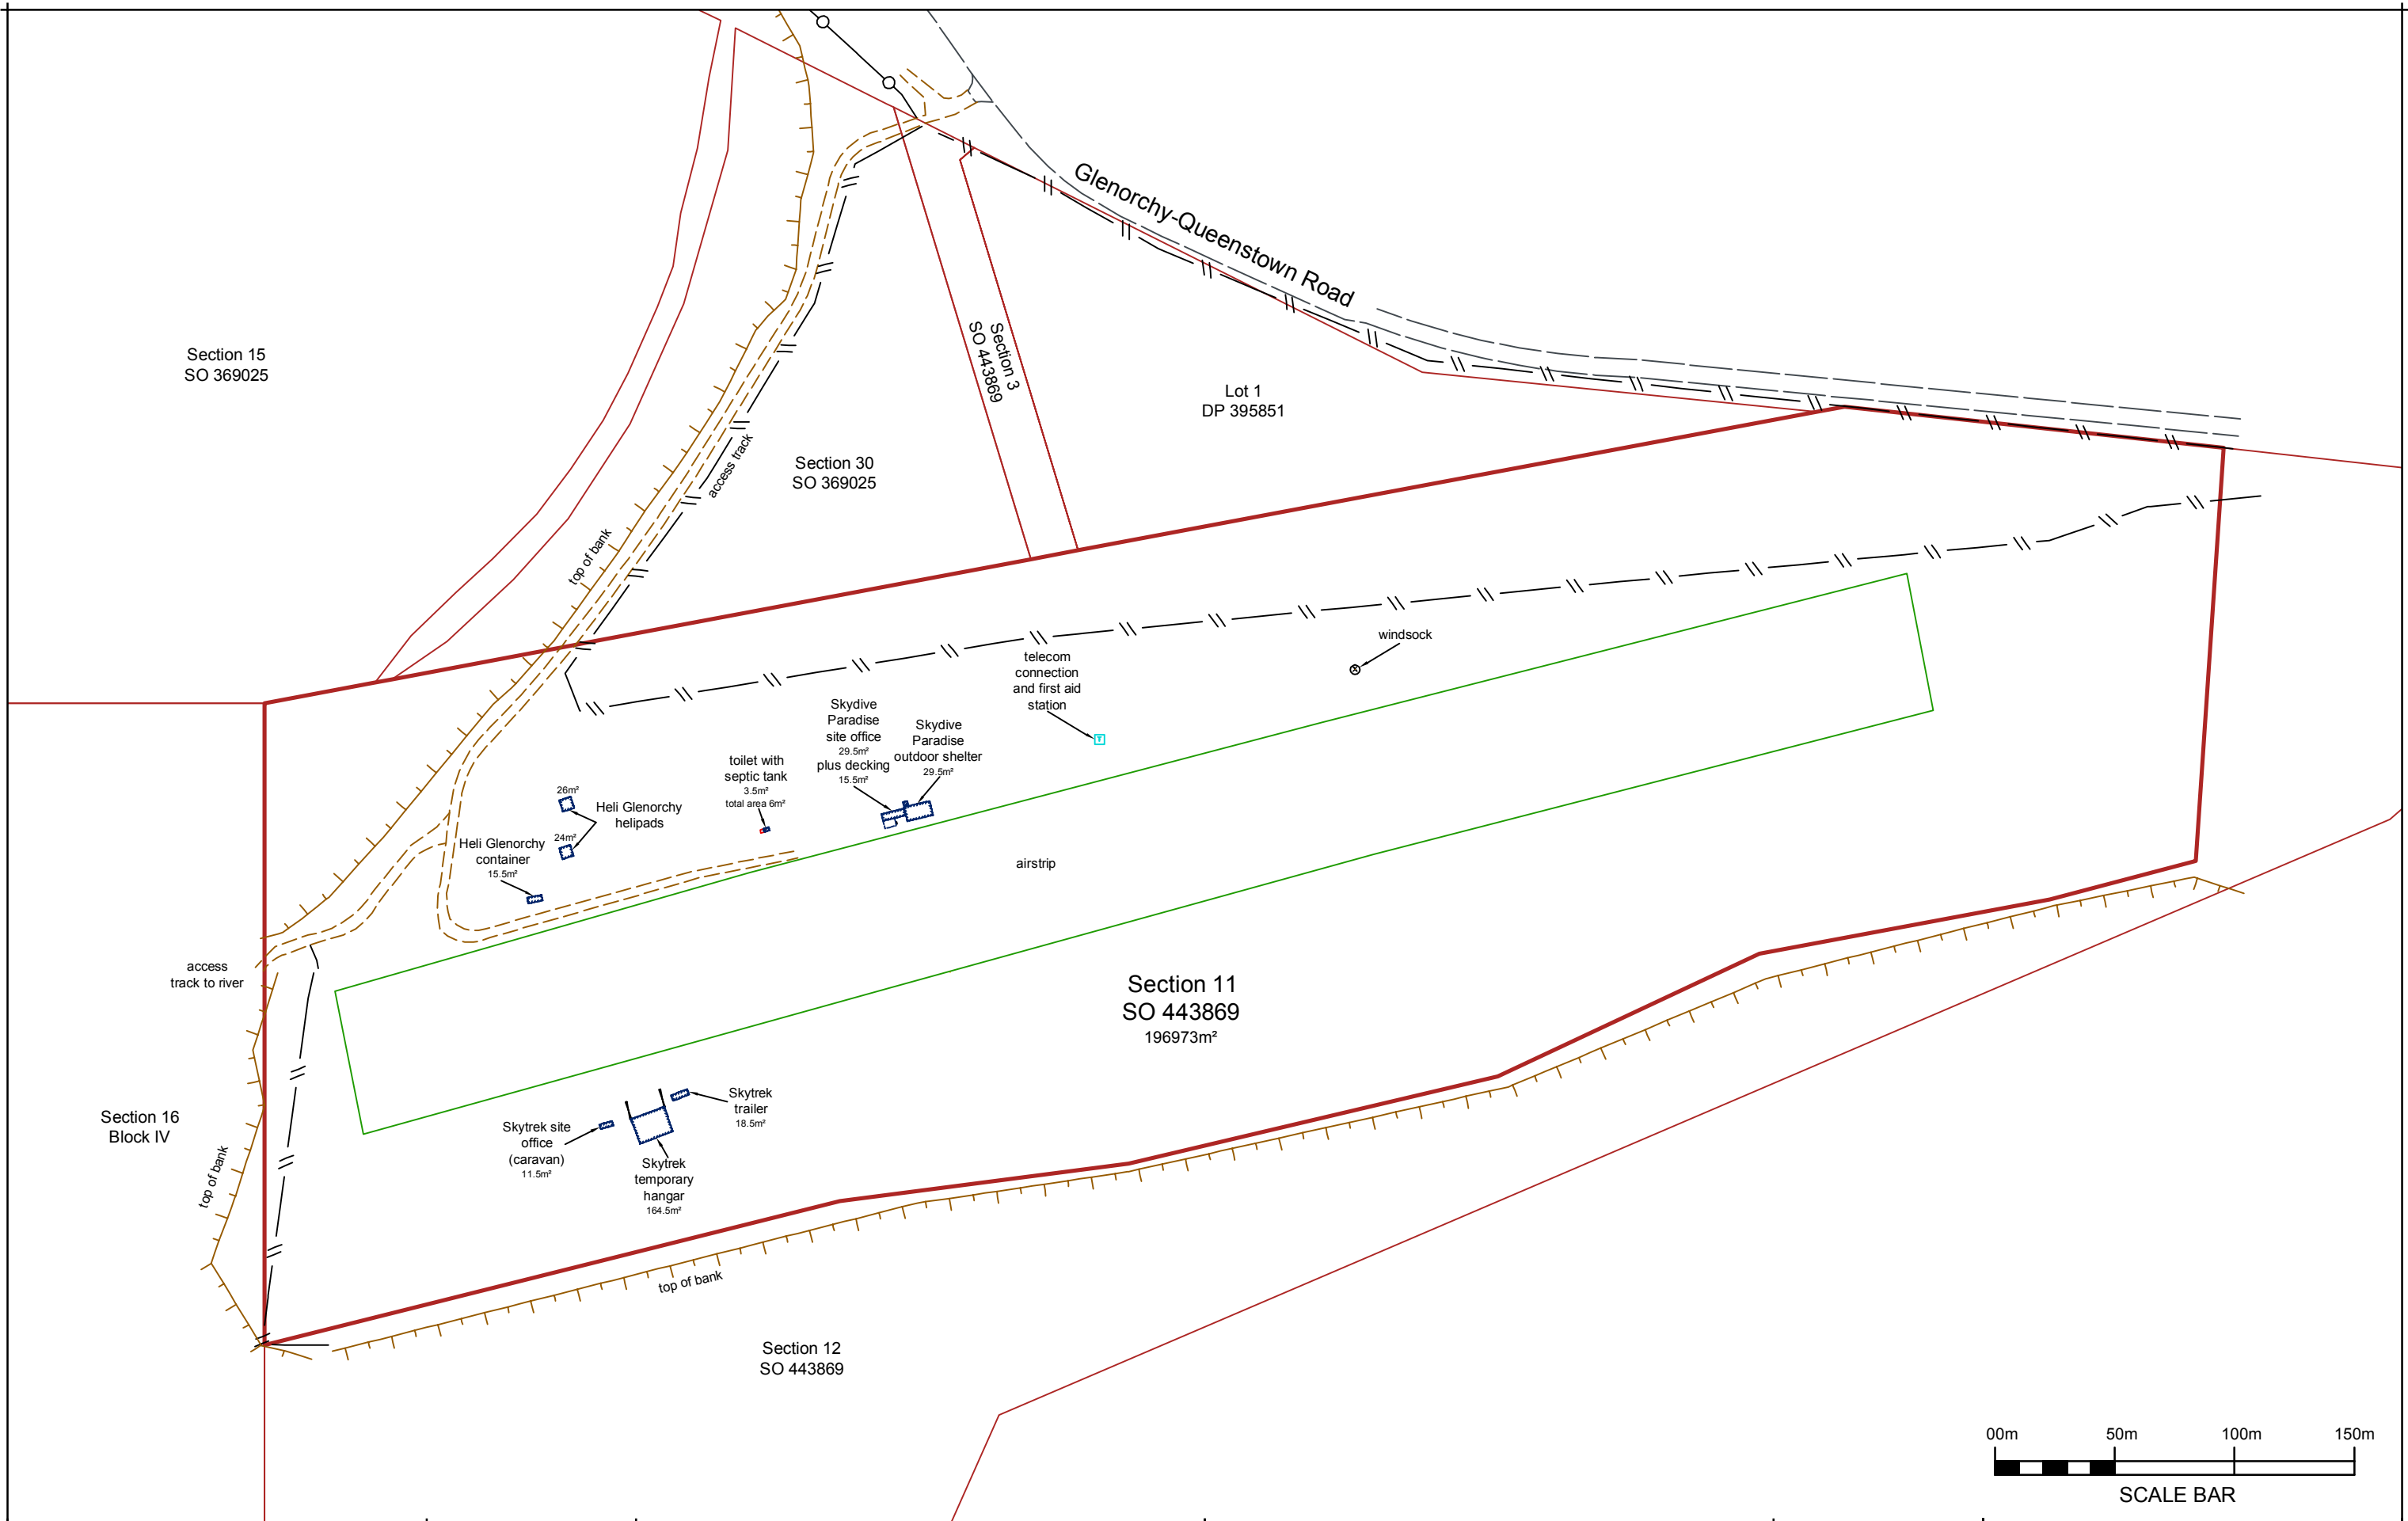 Glenorchy-Queenstown Road
Section 15
SO 369025
Section 3
SO 443869
Lot 1
DP 395851
Section 30
SO 369025
access track
top of bank
windsock
telecom
connection
and first aid
station
Skydive
Paradise
site office
29.5m²
plus decking
15.5m²
Skydive
Paradise
outdoor shelter
29.5m²
toilet with
septic tank
3.5m²
total area 6m²
26m²
Heli Glenorchy
helipads
24m²
Heli Glenorchy
container
15.5m²
airstrip
access
track to river
Section 11
SO 443869
196973m²
Section 16
Block IV
top of bank
Skytrek
trailer
18.5m²
Skytrek site
office
(caravan)
11.5m²
Skytrek
temporary
hangar
164.5m²
top of bank
Section 12
SO 443869
00m 50m 100m 150m
SCALE BAR
T